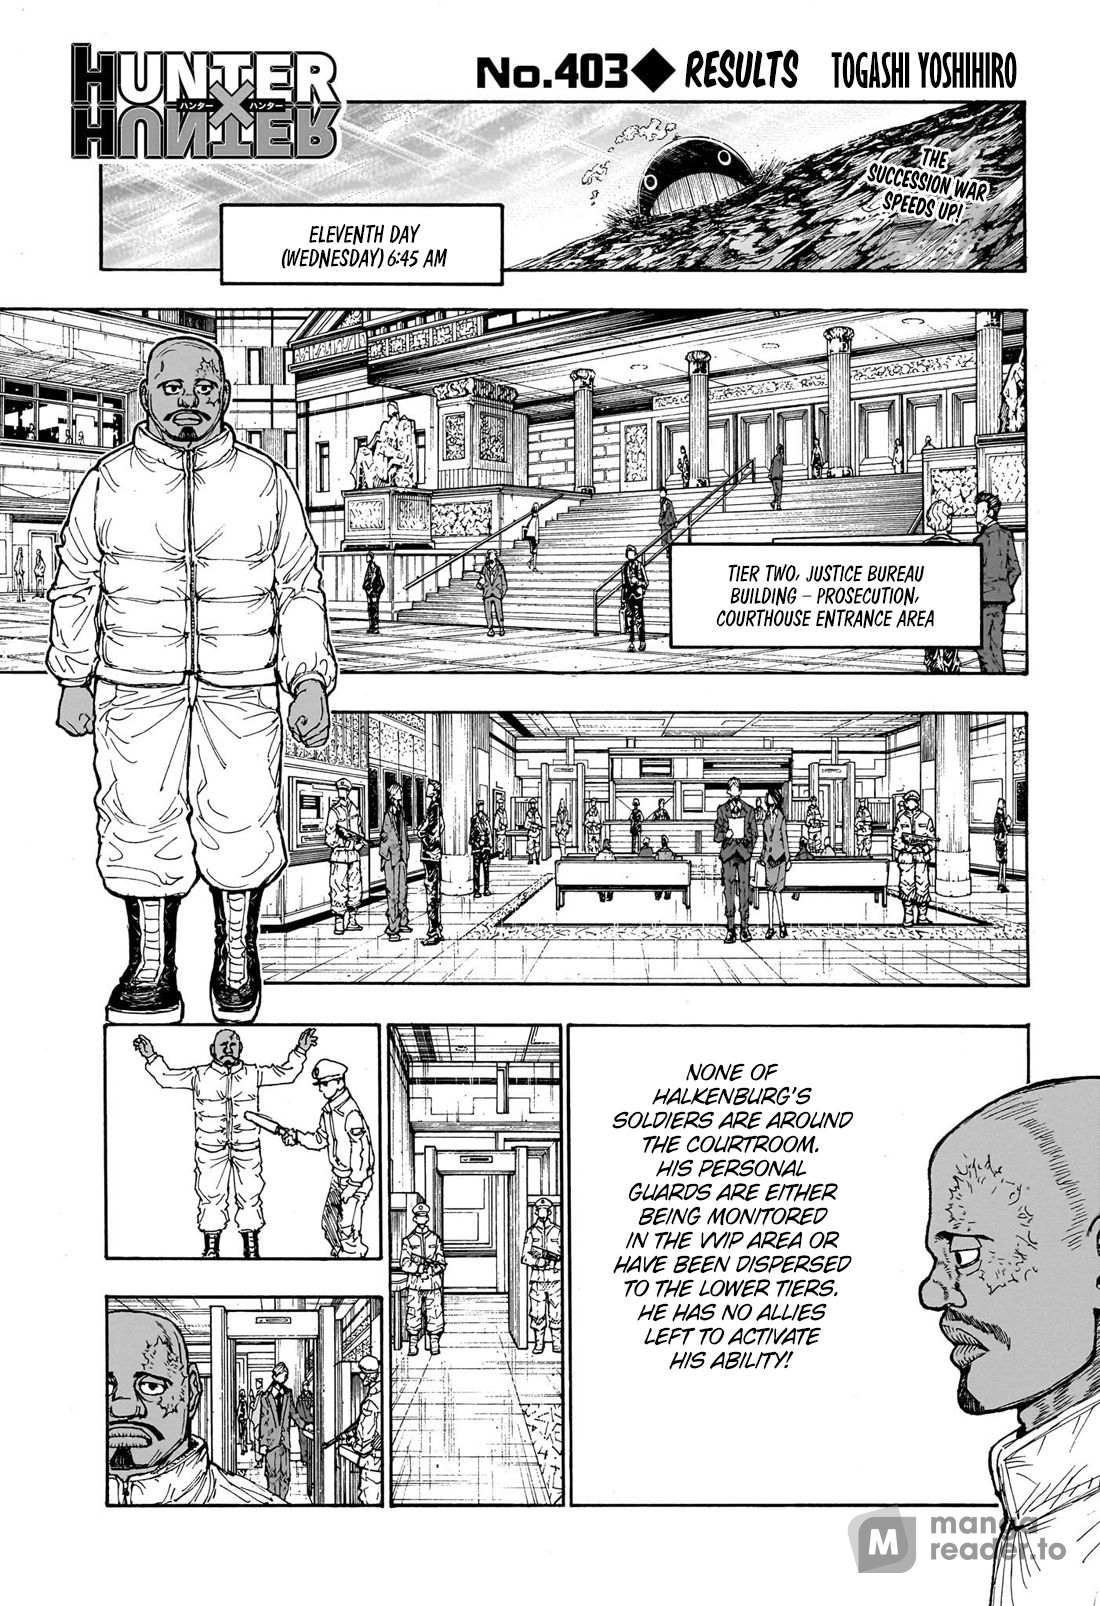 HUNTER
×
ハンター ハンター
HUNTER
No.403◆ RESULTS TOGASHI YOSHIHIRO
THE
SUCCESSION WAR
SPEEDS UP!
ELEVENTH DAY
(WEDNESDAY) 6:45 AM
TIER TWO, JUSTICE BUREAU
BUILDING – PROSECUTION,
COURTHOUSE ENTRANCE AREA
NONE OF
HALKENBURG'S
SOLDIERS ARE AROUND
THE COURTROOM.
HIS PERSONAL
GUARDS ARE EITHER
BEING MONITORED
IN THE VVIP AREA OR
HAVE BEEN DISPERSED
TO THE LOWER TIERS.
HE HAS NO ALLIES
LEFT TO ACTIVATE
HIS ABILITY!
M manga
reader.to